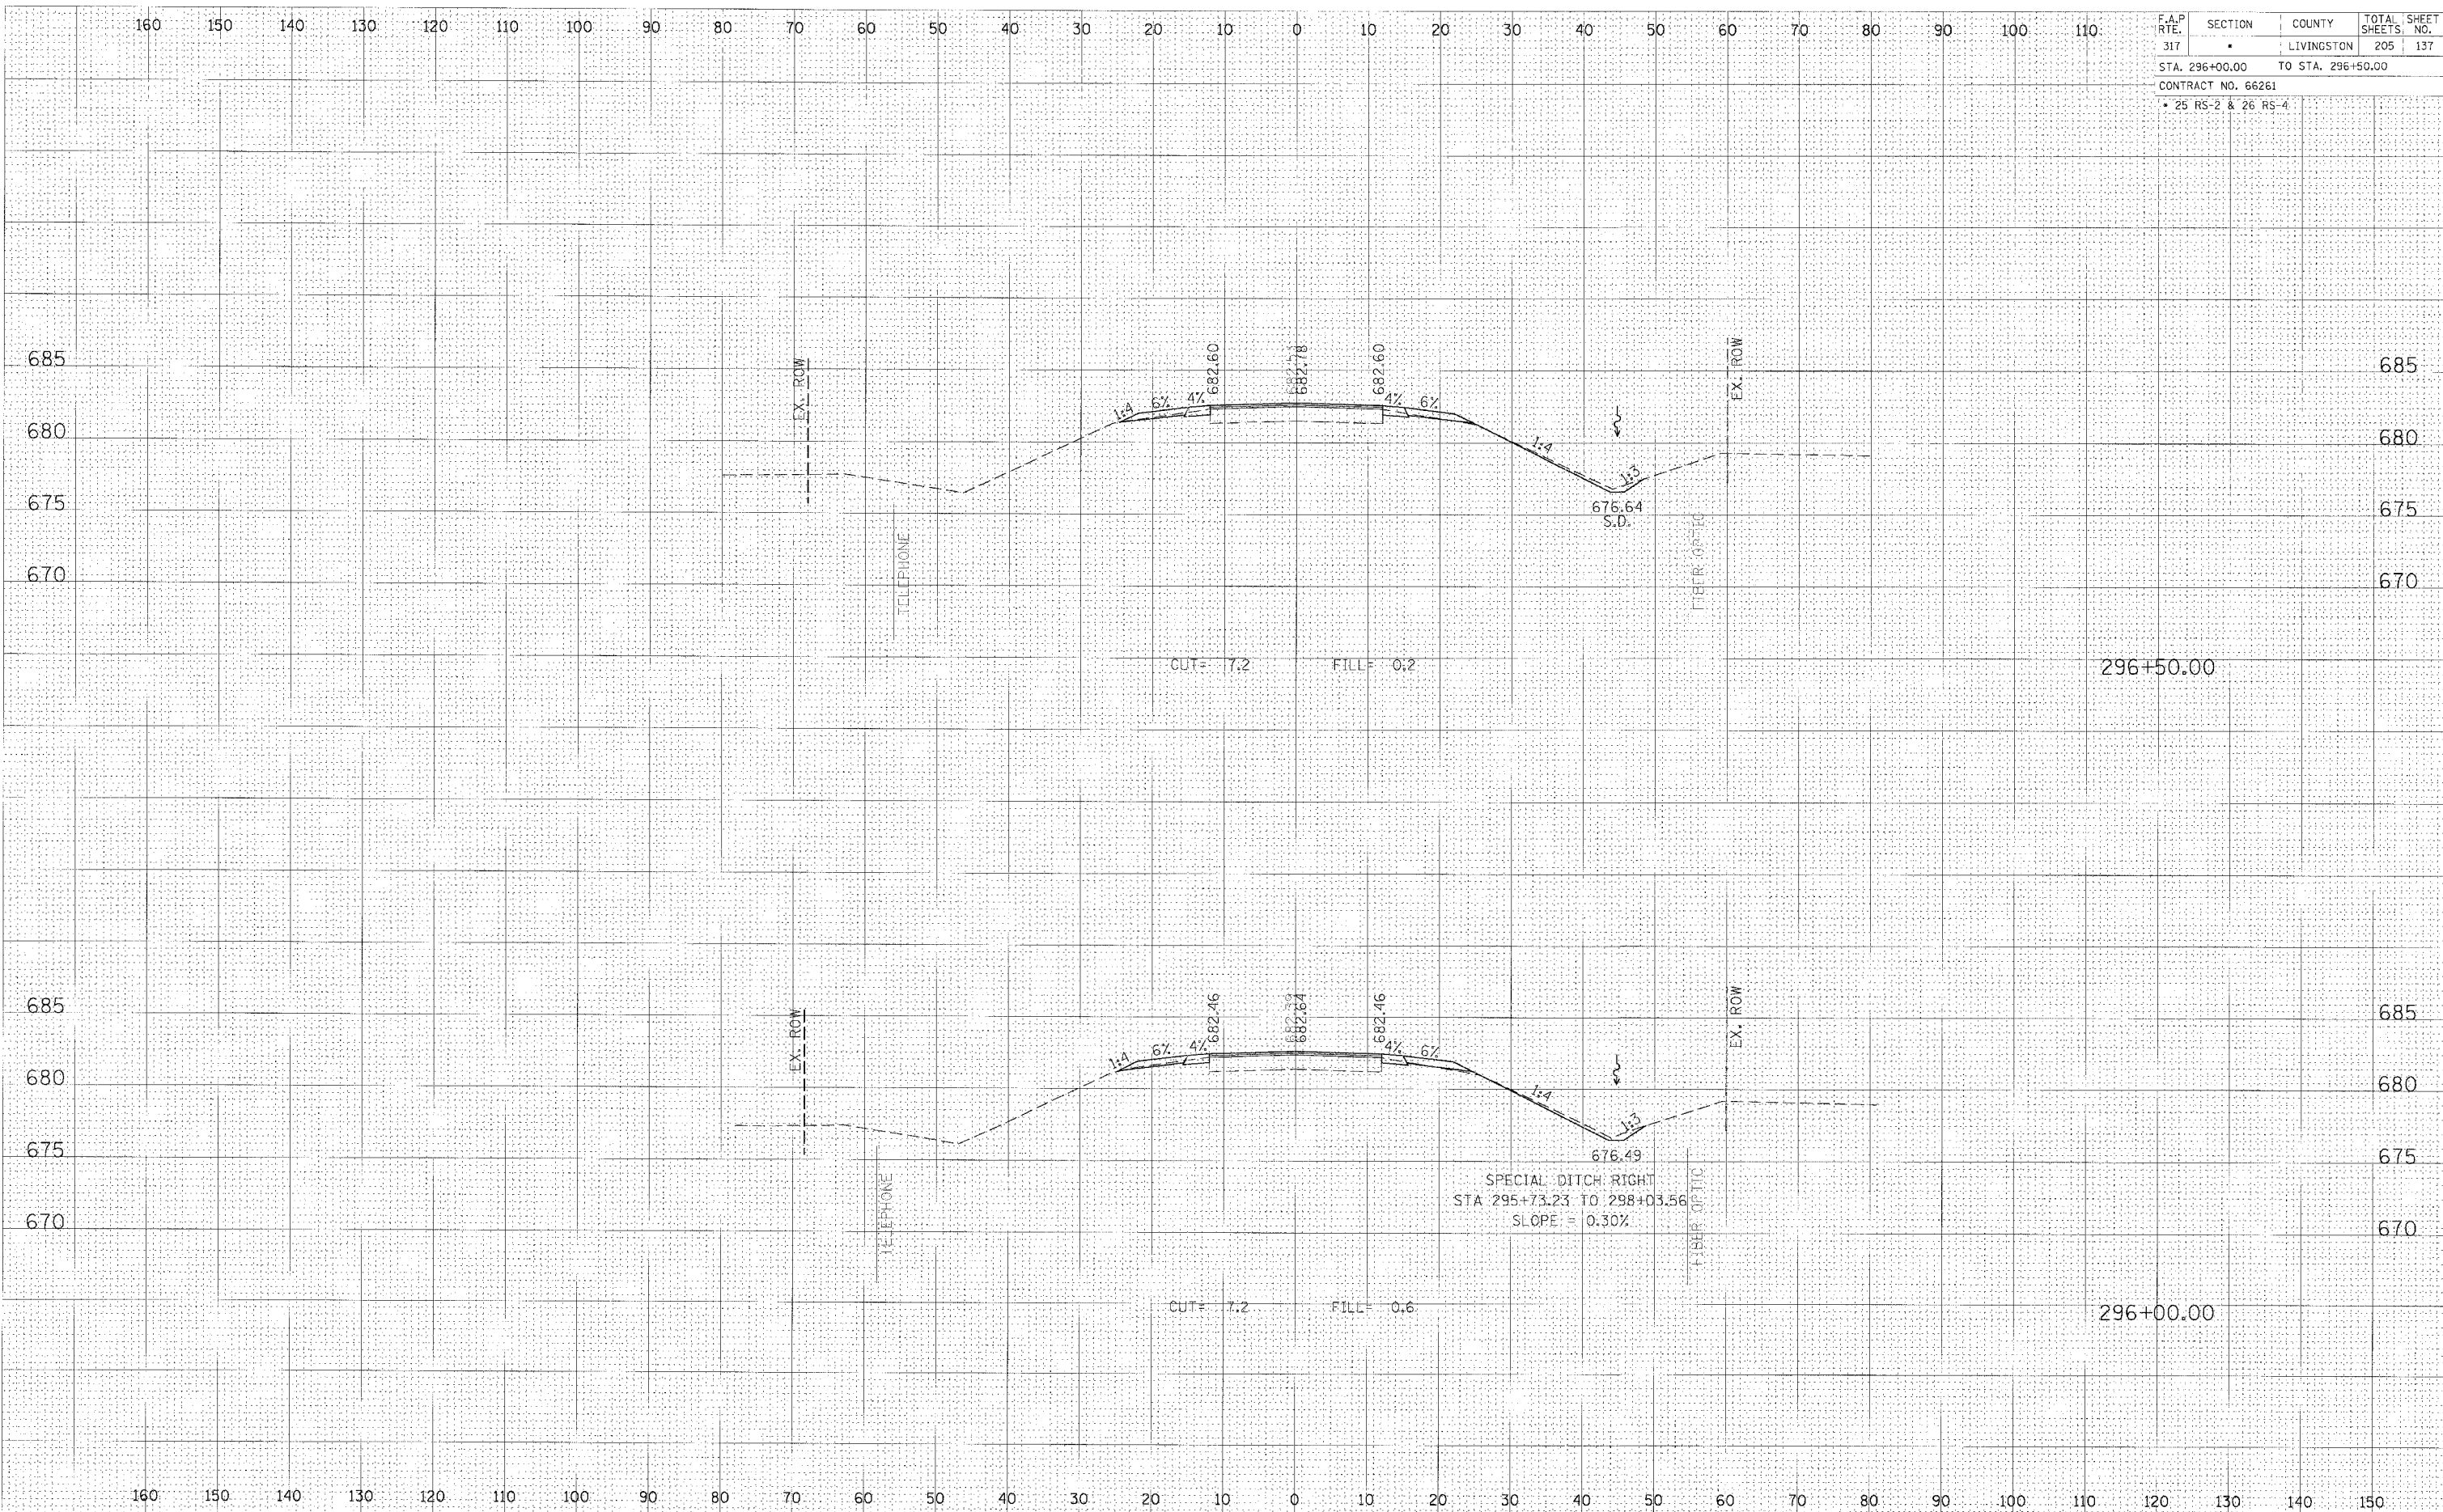 160 150 140 130 120 110 100 90 80 70 60 50 40 30 20 10 0 10 20 30 40 50 60 70 80 90 100 110
F.A.P RTE. SECTION COUNTY TOTAL SHEETS SHEET NO.
317 * LIVINGSTON 205 137
STA. 296+00.00 TO STA. 296+50.00
CONTRACT NO. 66261
* 25 RS-2 & 26 RS-4
685 EX. ROW 682.60 682.78 682.60 EX. ROW 685
1:4 6% 4% 4% 6%
680 1:4 1:3 680
675 676.64 675
S.D.
TELEPHONE FIBER OPTIC
670 670
CUT= 7.2 FILL= 0.2 296+50.00
685 EX. ROW 682.46 682.64 682.46 EX. ROW 685
1:4 6% 4% 4% 6%
680 1:4 1:3 680
675 676.49 675
TELEPHONE FIBER OPTIC
SPECIAL DITCH RIGHT
STA 295+73.23 TO 298+03.56
SLOPE = 0.30%
670 670
CUT= 7.2 FILL= 0.6 296+00.00
160 150 140 130 120 110 100 90 80 70 60 50 40 30 20 10 0 10 20 30 40 50 60 70 80 90 100 110 120 130 140 150